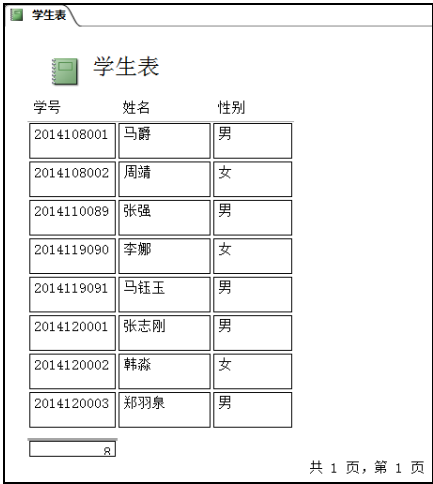 学生表
学生表
学号 姓名 性别
2014108001 马爵 男
2014108002 周靖 女
2014110089 张强 男
2014119090 李娜 女
2014119091 马钰玉 男
2014120001 张志刚 男
2014120002 韩淼 女
2014120003 郑羽泉 男
8
共 1 页，第 1 页